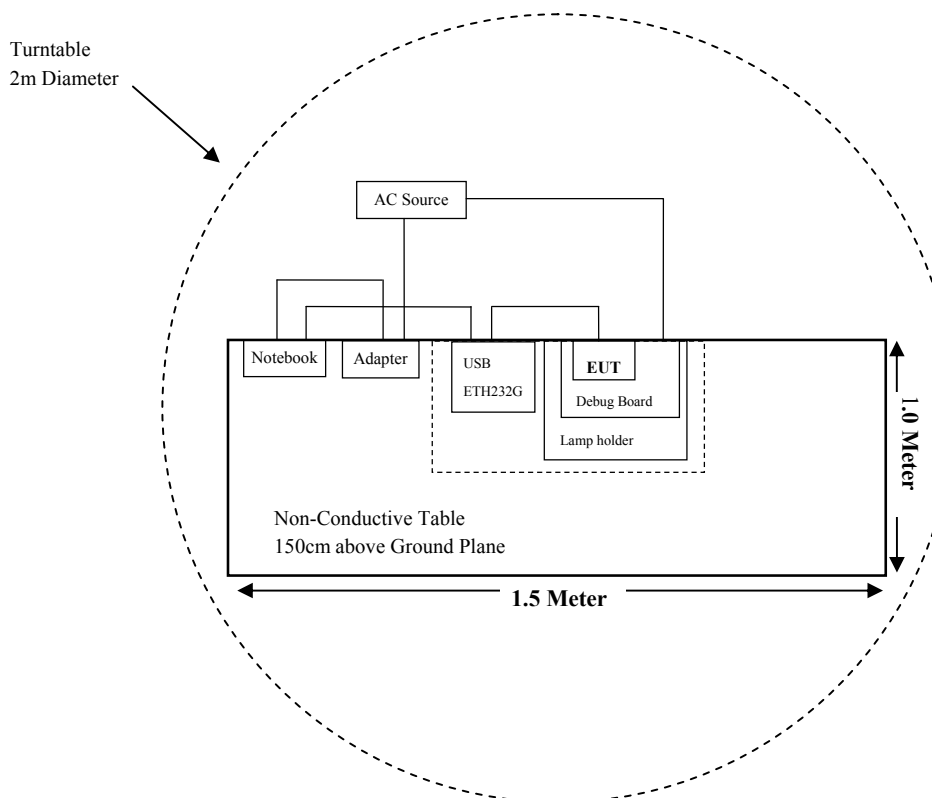 Turntable
2m Diameter
AC Source
Notebook
Adapter
USB
ETH232G
EUT
Debug Board
Lamp holder
1.0 Meter
Non-Conductive Table
150cm above Ground Plane
1.5 Meter